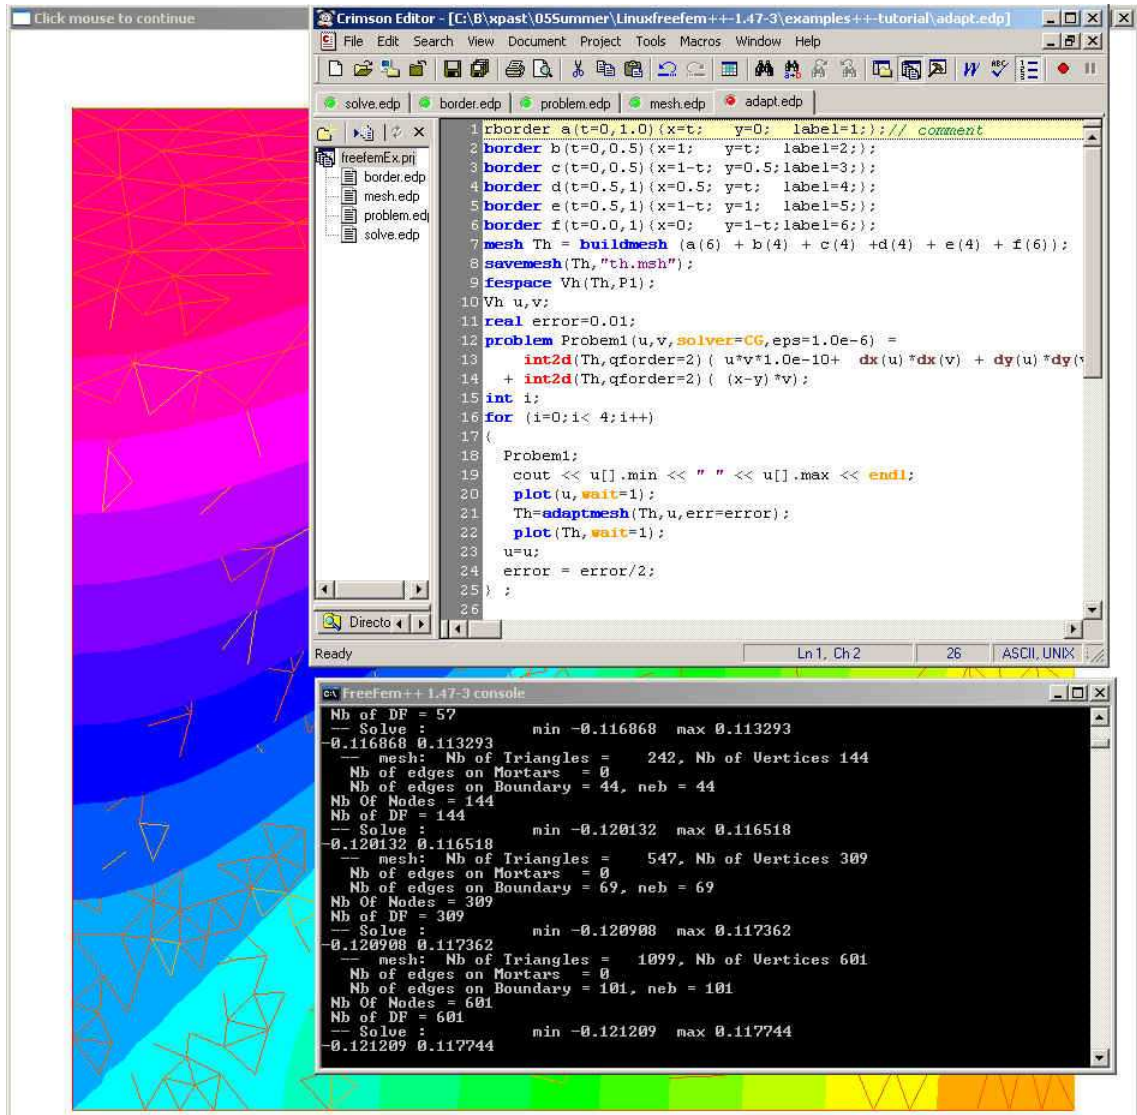 Click mouse to continue
Crimson Editor - [C:\B\xpast\05Summer\Linuxfreefem++-1.47-3\examples++-tutorial\adapt.edp]
File Edit Search View Document Project Tools Macros Window Help
solve.edp border.edp problem.edp mesh.edp adapt.edp
freefemEx.prj
border.edp
mesh.edp
problem.edp
solve.edp
Directo
1 rborder a(t=0,1.0){x=t; y=0; label=1;};// comment
2 border b(t=0,0.5){x=1; y=t; label=2;};
3 border c(t=0,0.5){x=1-t; y=0.5;label=3;};
4 border d(t=0.5,1){x=0.5; y=t; label=4;};
5 border e(t=0.5,1){x=1-t; y=1; label=5;};
6 border f(t=0.0,1){x=0; y=1-t;label=6;};
7 mesh Th = buildmesh (a(6) + b(4) + c(4) +d(4) + e(4) + f(6));
8 savemesh(Th,"th.msh");
9 fespace Vh(Th,P1);
10 Vh u,v;
11 real error=0.01;
12 problem Probem1(u,v,solver=CG,eps=1.0e-6) =
13 int2d(Th,qforder=2)( u*v*1.0e-10+ dx(u)*dx(v) + dy(u)*dy(v
14 + int2d(Th,qforder=2)( (x-y)*v);
15 int i;
16 for (i=0;i< 4;i++)
17 {
18 Probem1;
19 cout << u[].min << " " << u[].max << endl;
20 plot(u,wait=1);
21 Th=adaptmesh(Th,u,err=error);
22 plot(Th,wait=1);
23 u=u;
24 error = error/2;
25 } ;
26
Ready Ln 1, Ch 2 26 ASCII, UNIX
FreeFem++ 1.47-3 console
Nb of DF = 57
-- Solve : min -0.116868 max 0.113293
-0.116868 0.113293
-- mesh: Nb of Triangles = 242, Nb of Vertices 144
Nb of edges on Mortars = 0
Nb of edges on Boundary = 44, neb = 44
Nb Of Nodes = 144
Nb of DF = 144
-- Solve : min -0.120132 max 0.116518
-0.120132 0.116518
-- mesh: Nb of Triangles = 547, Nb of Vertices 309
Nb of edges on Mortars = 0
Nb of edges on Boundary = 69, neb = 69
Nb Of Nodes = 309
Nb of DF = 309
-- Solve : min -0.120908 max 0.117362
-0.120908 0.117362
-- mesh: Nb of Triangles = 1099, Nb of Vertices 601
Nb of edges on Mortars = 0
Nb of edges on Boundary = 101, neb = 101
Nb Of Nodes = 601
Nb of DF = 601
-- Solve : min -0.121209 max 0.117744
-0.121209 0.117744